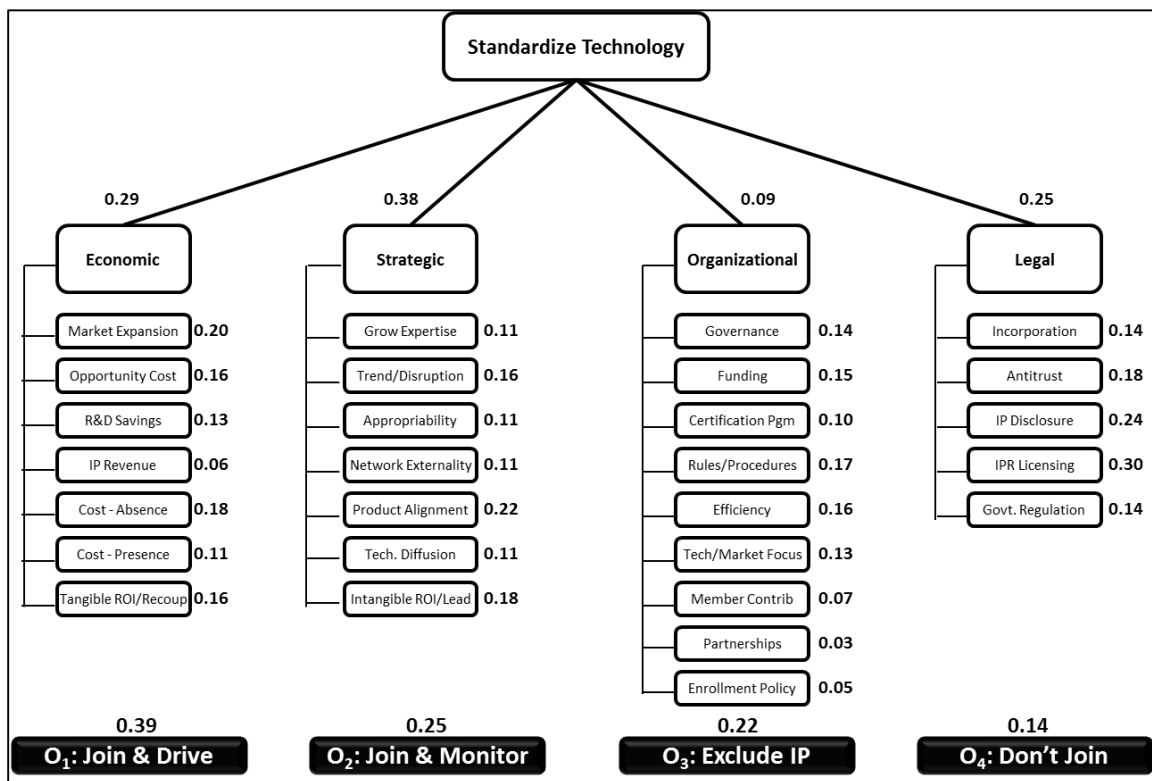 Standardize Technology
0.29
0.38
0.09
0.25
Economic
Strategic
Organizational
Legal
Market Expansion 0.20
Opportunity Cost 0.16
R&D Savings 0.13
IP Revenue 0.06
Cost - Absence 0.18
Cost - Presence 0.11
Tangible ROI/Recoup 0.16
Grow Expertise 0.11
Trend/Disruption 0.16
Appropriability 0.11
Network Externality 0.11
Product Alignment 0.22
Tech. Diffusion 0.11
Intangible ROI/Lead 0.18
Governance 0.14
Funding 0.15
Certification Pgm 0.10
Rules/Procedures 0.17
Efficiency 0.16
Tech/Market Focus 0.13
Member Contrib 0.07
Partnerships 0.03
Enrollment Policy 0.05
Incorporation 0.14
Antitrust 0.18
IP Disclosure 0.24
IPR Licensing 0.30
Govt. Regulation 0.14
0.39
O₁: Join & Drive
0.25
O₂: Join & Monitor
0.22
O₃: Exclude IP
0.14
O₄: Don't Join